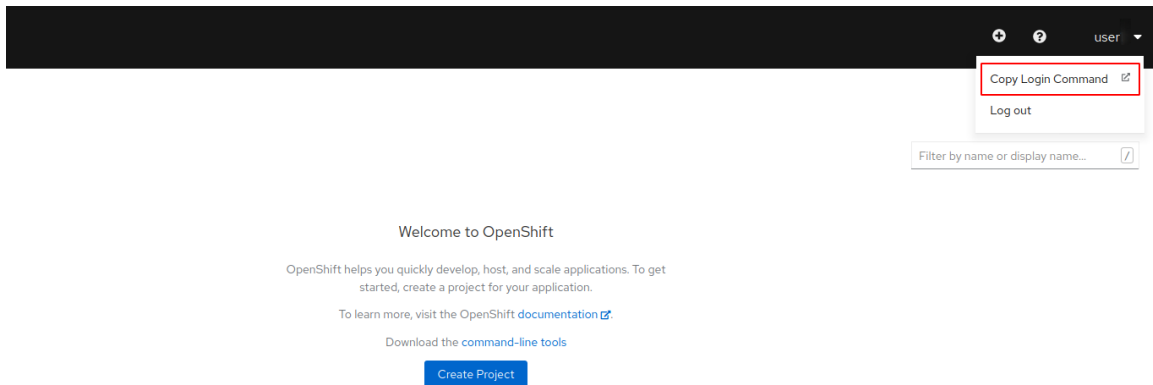 user
Copy Login Command
Log out
Filter by name or display name...
/
Welcome to OpenShift
OpenShift helps you quickly develop, host, and scale applications. To get
started, create a project for your application.
To learn more, visit the OpenShift documentation.
Download the command-line tools
Create Project